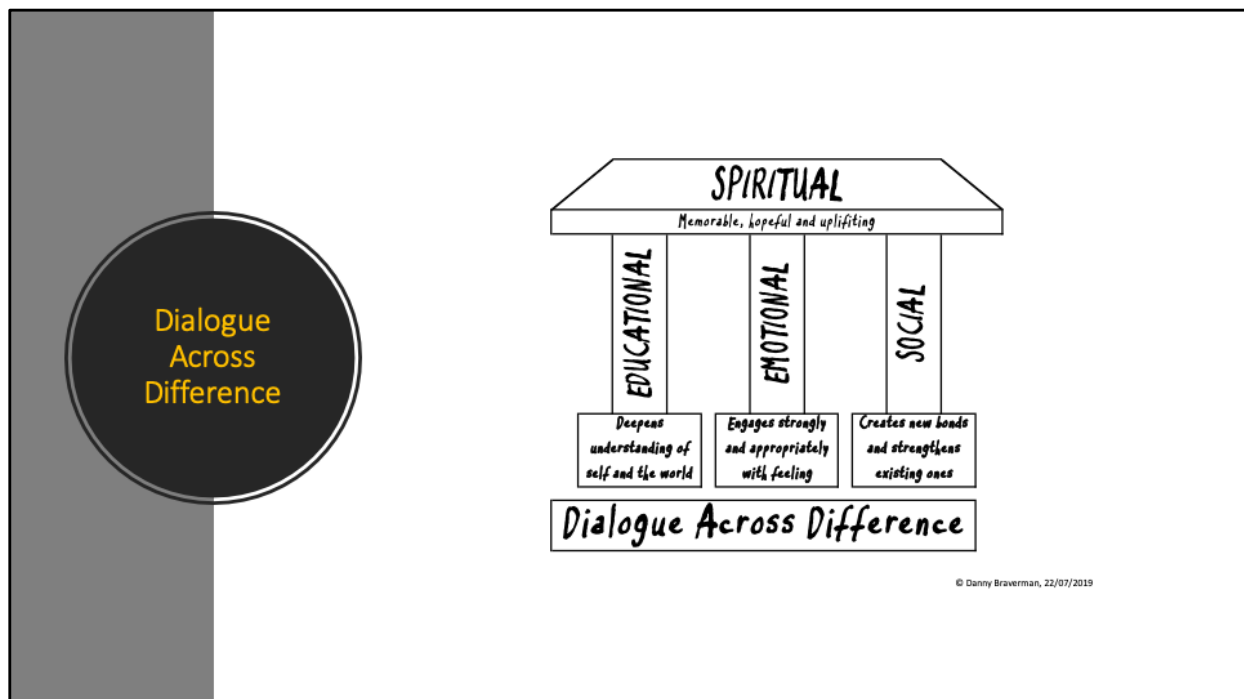 Dialogue
Across
Difference
SPIRITUAL
Memorable, hopeful and uplifiting
EDUCATIONAL
EMOTIONAL
SOCIAL
Deepens
understanding of
self and the world
Engages strongly
and appropriately
with feeling
Creates new bonds
and strengthens
existing ones
Dialogue Across Difference
© Danny Braverman, 22/07/2019